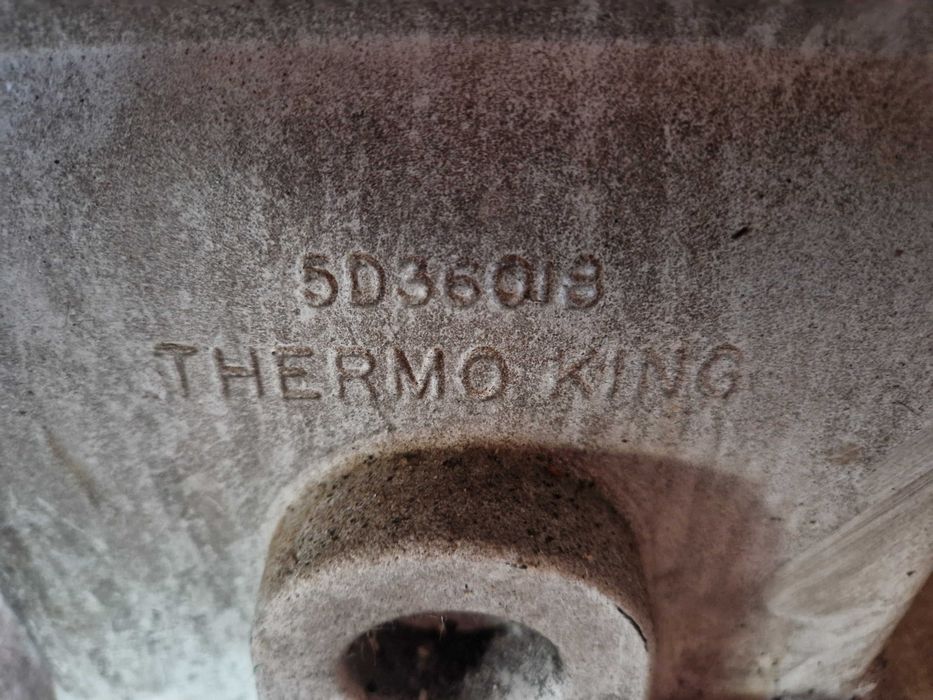 5D36018
THERMO KING